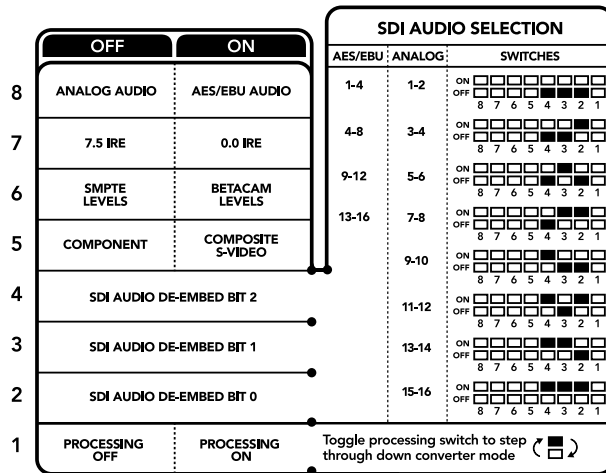 OFF ON
8 ANALOG AUDIO AES/EBU AUDIO
7 7.5 IRE 0.0 IRE
6 SMPTE LEVELS BETACAM LEVELS
5 COMPONENT COMPOSITE S-VIDEO
4 SDI AUDIO DE-EMBED BIT 2
3 SDI AUDIO DE-EMBED BIT 1
2 SDI AUDIO DE-EMBED BIT 0
1 PROCESSING OFF PROCESSING ON
SDI AUDIO SELECTION
AES/EBU ANALOG SWITCHES
1-4 1-2 ON
OFF
8 7 6 5 4 3 2 1
4-8 3-4 ON
OFF
8 7 6 5 4 3 2 1
9-12 5-6 ON
OFF
8 7 6 5 4 3 2 1
13-16 7-8 ON
OFF
8 7 6 5 4 3 2 1
9-10 ON
OFF
8 7 6 5 4 3 2 1
11-12 ON
OFF
8 7 6 5 4 3 2 1
13-14 ON
OFF
8 7 6 5 4 3 2 1
15-16 ON
OFF
8 7 6 5 4 3 2 1
Toggle processing switch to step
through down converter mode